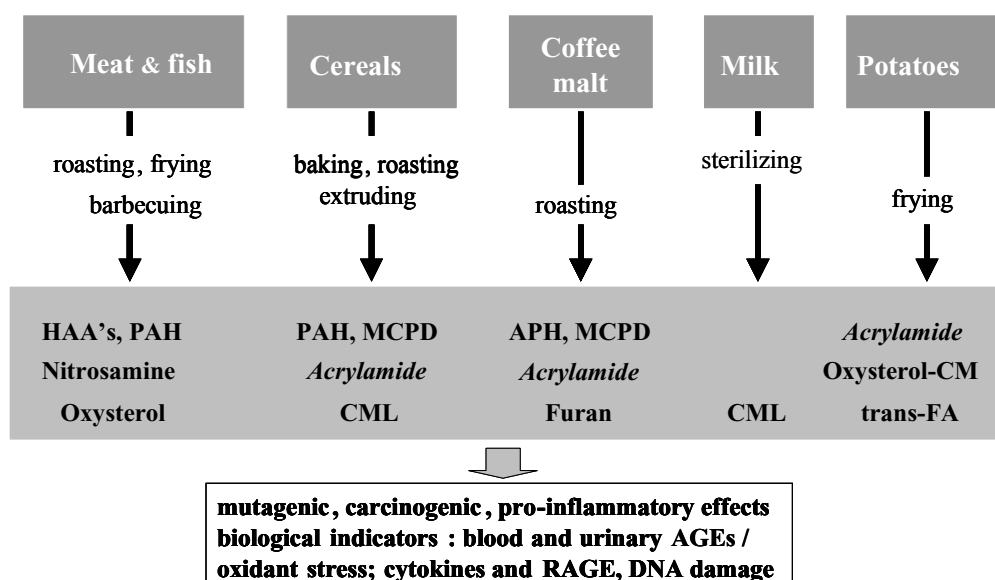 Meat & fish
Cereals
Coffee
malt
Milk
Potatoes
roasting, frying
barbecuing
baking, roasting
extruding
roasting
sterilizing
frying
HAA's, PAH
Nitrosamine
Oxysterol
PAH, MCPD
Acrylamide
CML
APH, MCPD
Acrylamide
Furan
CML
Acrylamide
Oxysterol-CM
trans-FA
mutagenic, carcinogenic, pro-inflammatory effects
biological indicators : blood and urinary AGEs /
oxidant stress; cytokines and RAGE, DNA damage